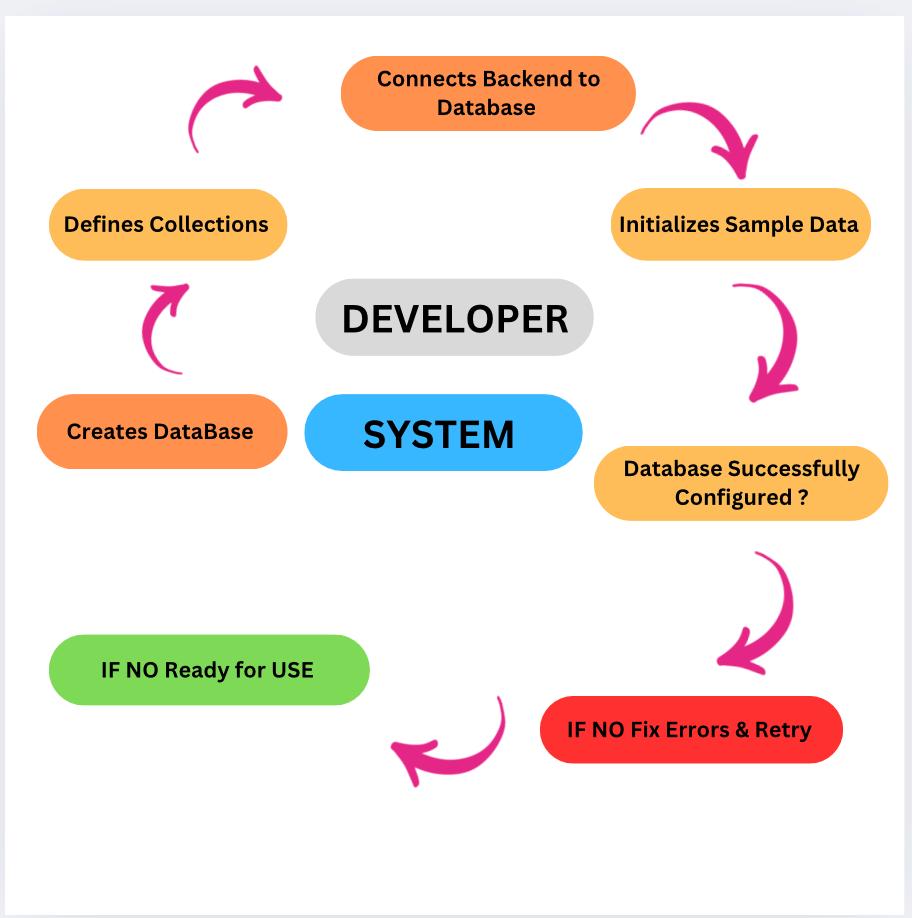 Connects Backend to
Database
Defines Collections
Initializes Sample Data
DEVELOPER
Creates DataBase
SYSTEM
Database Successfully
Configured ?
IF NO Ready for USE
IF NO Fix Errors & Retry